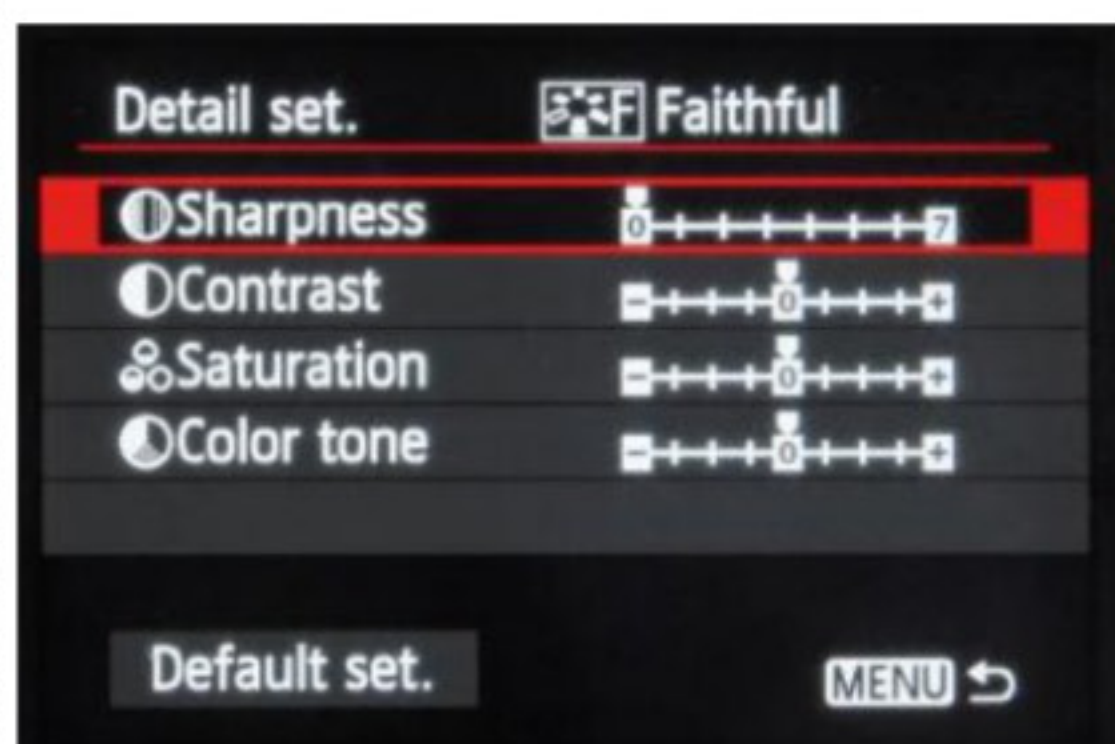 Detail set. F Faithful
Sharpness 0 7
Contrast - 0 +
Saturation - 0 +
Color tone - 0 +
Default set. MENU